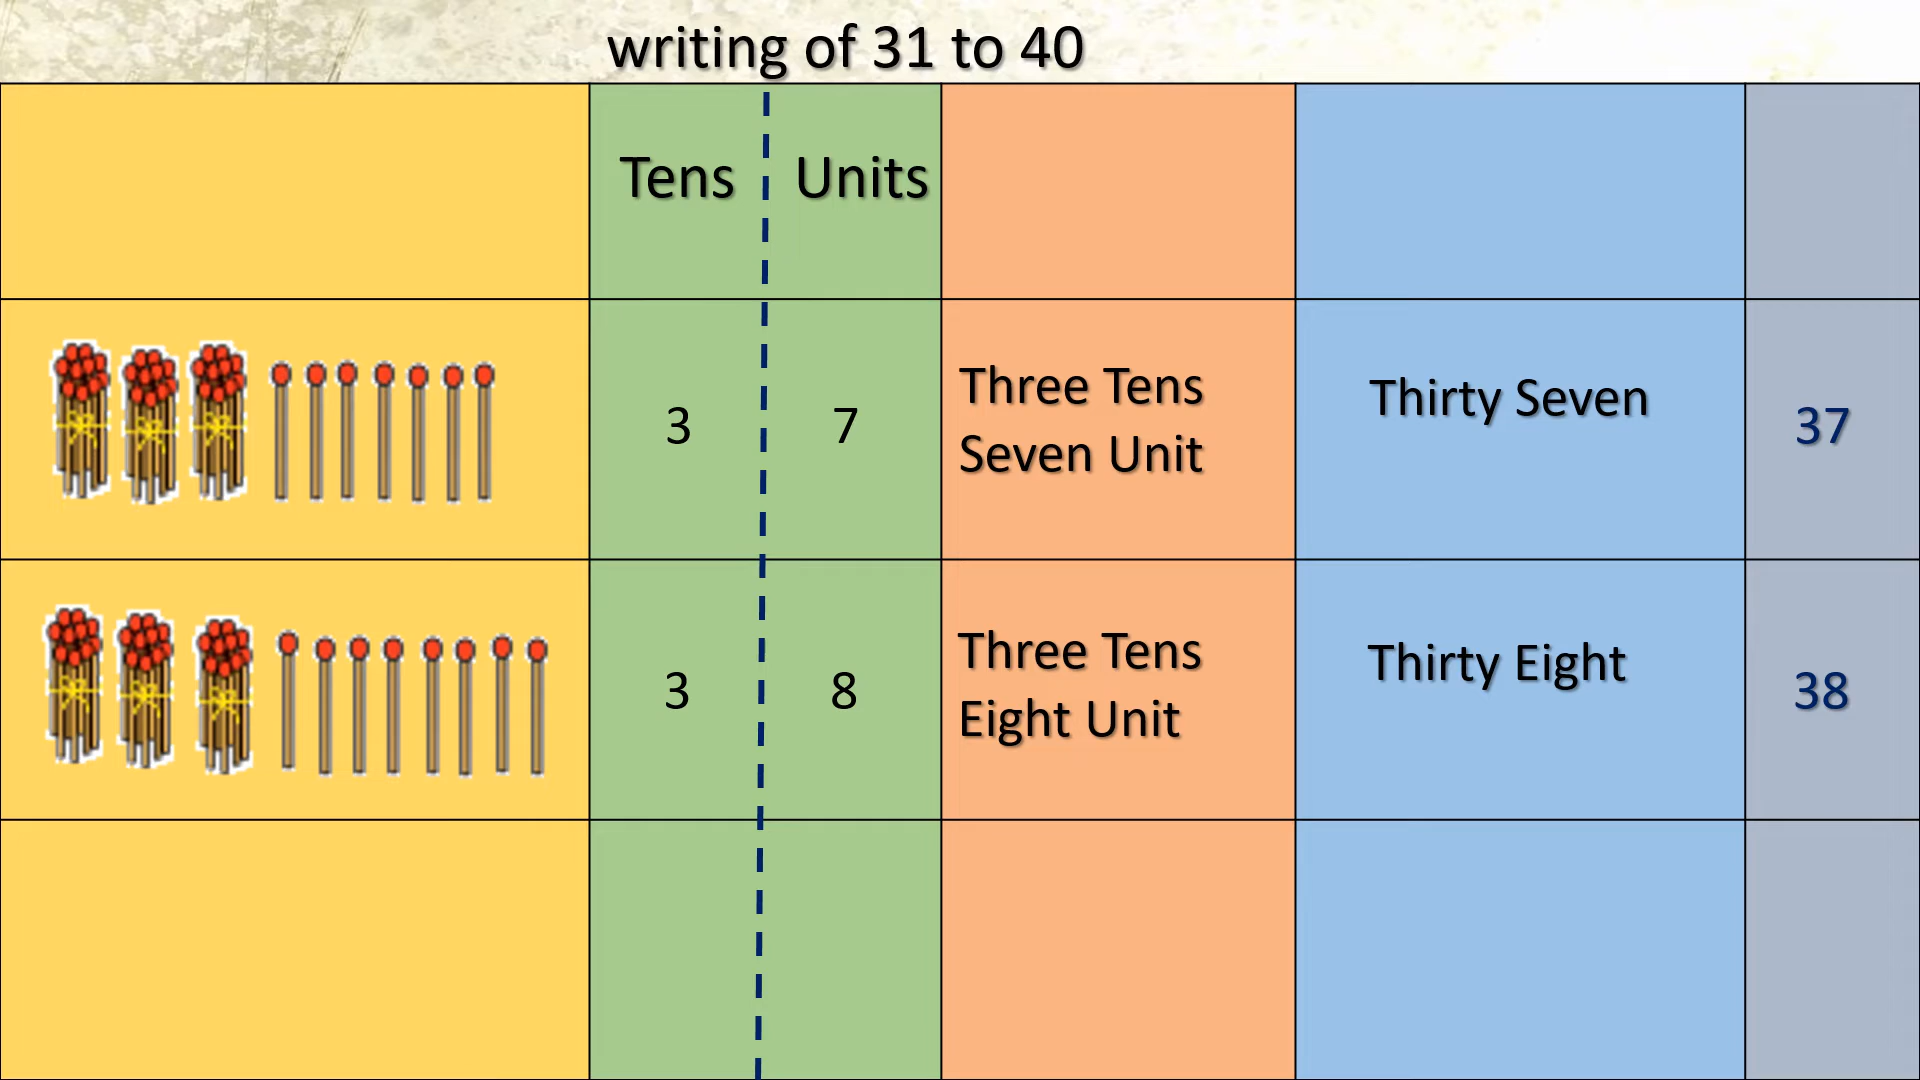 writing of 31 to 40
Tens Units
3 7 Three Tens
Seven Unit
Thirty Seven
37
3 8 Three Tens
Eight Unit
Thirty Eight
38